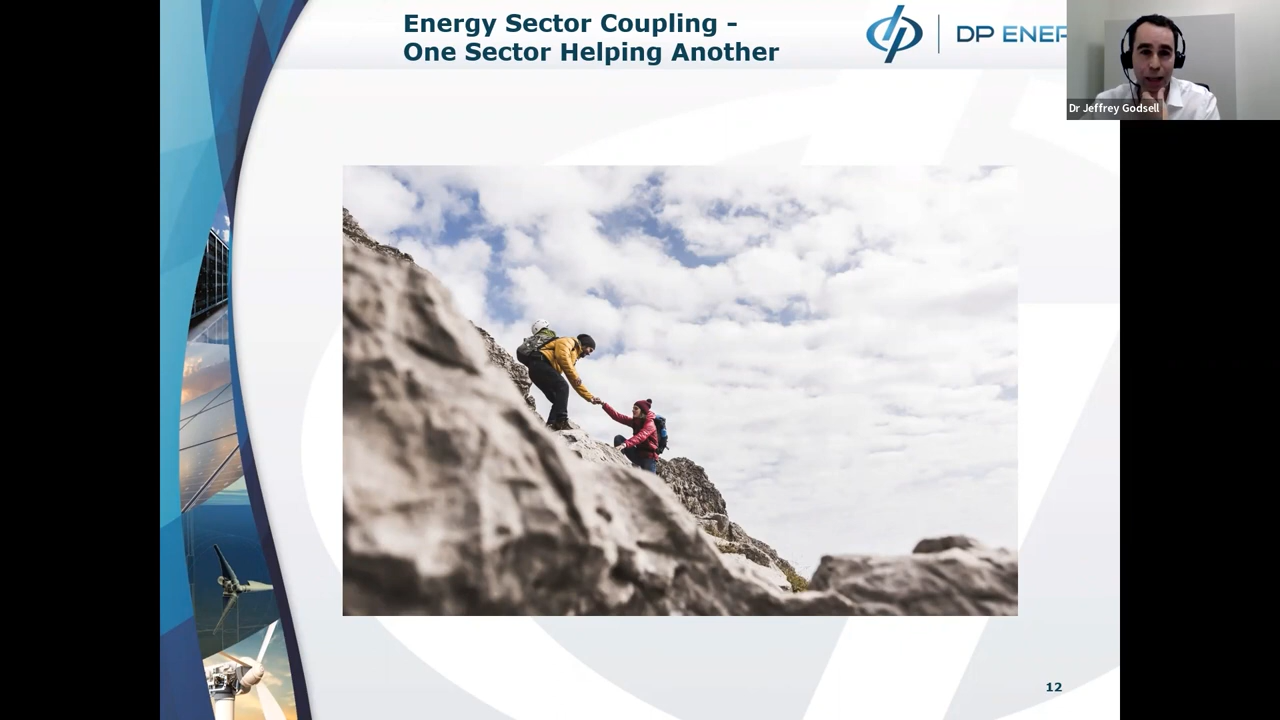 Energy Sector Coupling -
One Sector Helping Another
DP ENER
Dr Jeffrey Godsell
12